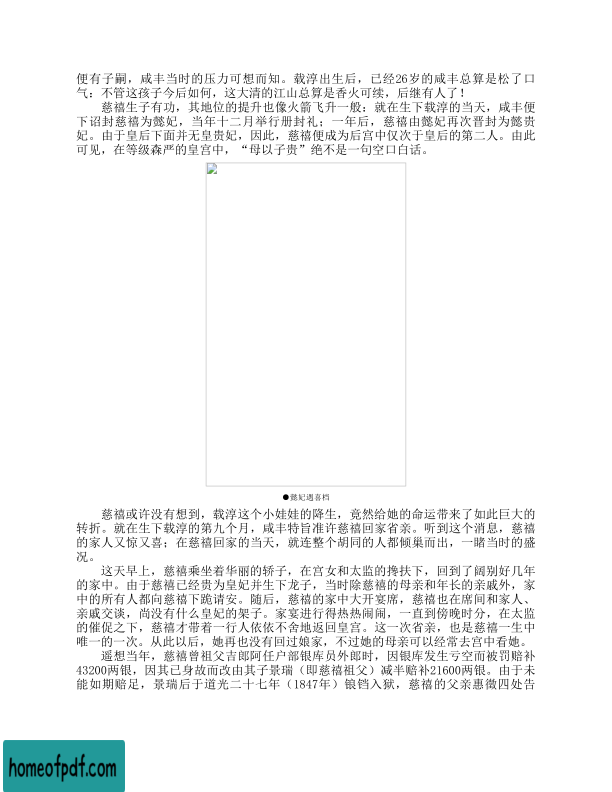 便有子嗣，咸丰当时的压力可想而知。载淳出生后，已经26岁的咸丰总算是松了口
气：不管这孩子今后如何，这大清的江山总算是香火可续，后继有人了！
慈禧生子有功，其地位的提升也像火箭飞升一般：就在生下载淳的当天，咸丰便
下诏封慈禧为懿妃，当年十二月举行册封礼；一年后，慈禧由懿妃再次晋封为懿贵
妃。由于皇后下面并无皇贵妃，因此，慈禧便成为后宫中仅次于皇后的第二人。由此
可见，在等级森严的皇宫中，“母以子贵”绝不是一句空口白话。
●懿妃遇喜档
慈禧或许没有想到，载淳这个小娃娃的降生，竟然给她的命运带来了如此巨大的
转折。就在生下载淳的第九个月，咸丰特旨准许慈禧回家省亲。听到这个消息，慈禧
的家人又惊又喜；在慈禧回家的当天，就连整个胡同的人都倾巢而出，一睹当时的盛
况。
这天早上，慈禧乘坐着华丽的轿子，在宫女和太监的搀扶下，回到了阔别好几年
的家中。由于慈禧已经贵为皇妃并生下龙子，当时除慈禧的母亲和年长的亲戚外，家
中的所有人都向慈禧下跪请安。随后，慈禧的家中大开宴席，慈禧也在席间和家人、
亲戚交谈，尚没有什么皇妃的架子。家宴进行得热热闹闹，一直到傍晚时分，在太监
的催促之下，慈禧才带着一行人依依不舍地返回皇宫。这一次省亲，也是慈禧一生中
唯一的一次。从此以后，她再也没有回过娘家，不过她的母亲可以经常去宫中看她。
遥想当年，慈禧曾祖父吉郎阿任户部银库员外郎时，因银库发生亏空而被罚赔补
43200两银，因其已身故而改由其子景瑞（即慈禧祖父）减半赔补21600两银。由于未
能如期赔足，景瑞后于道光二十七年（1847年）锒铛入狱，慈禧的父亲惠徵四处告
homeofpdf.com